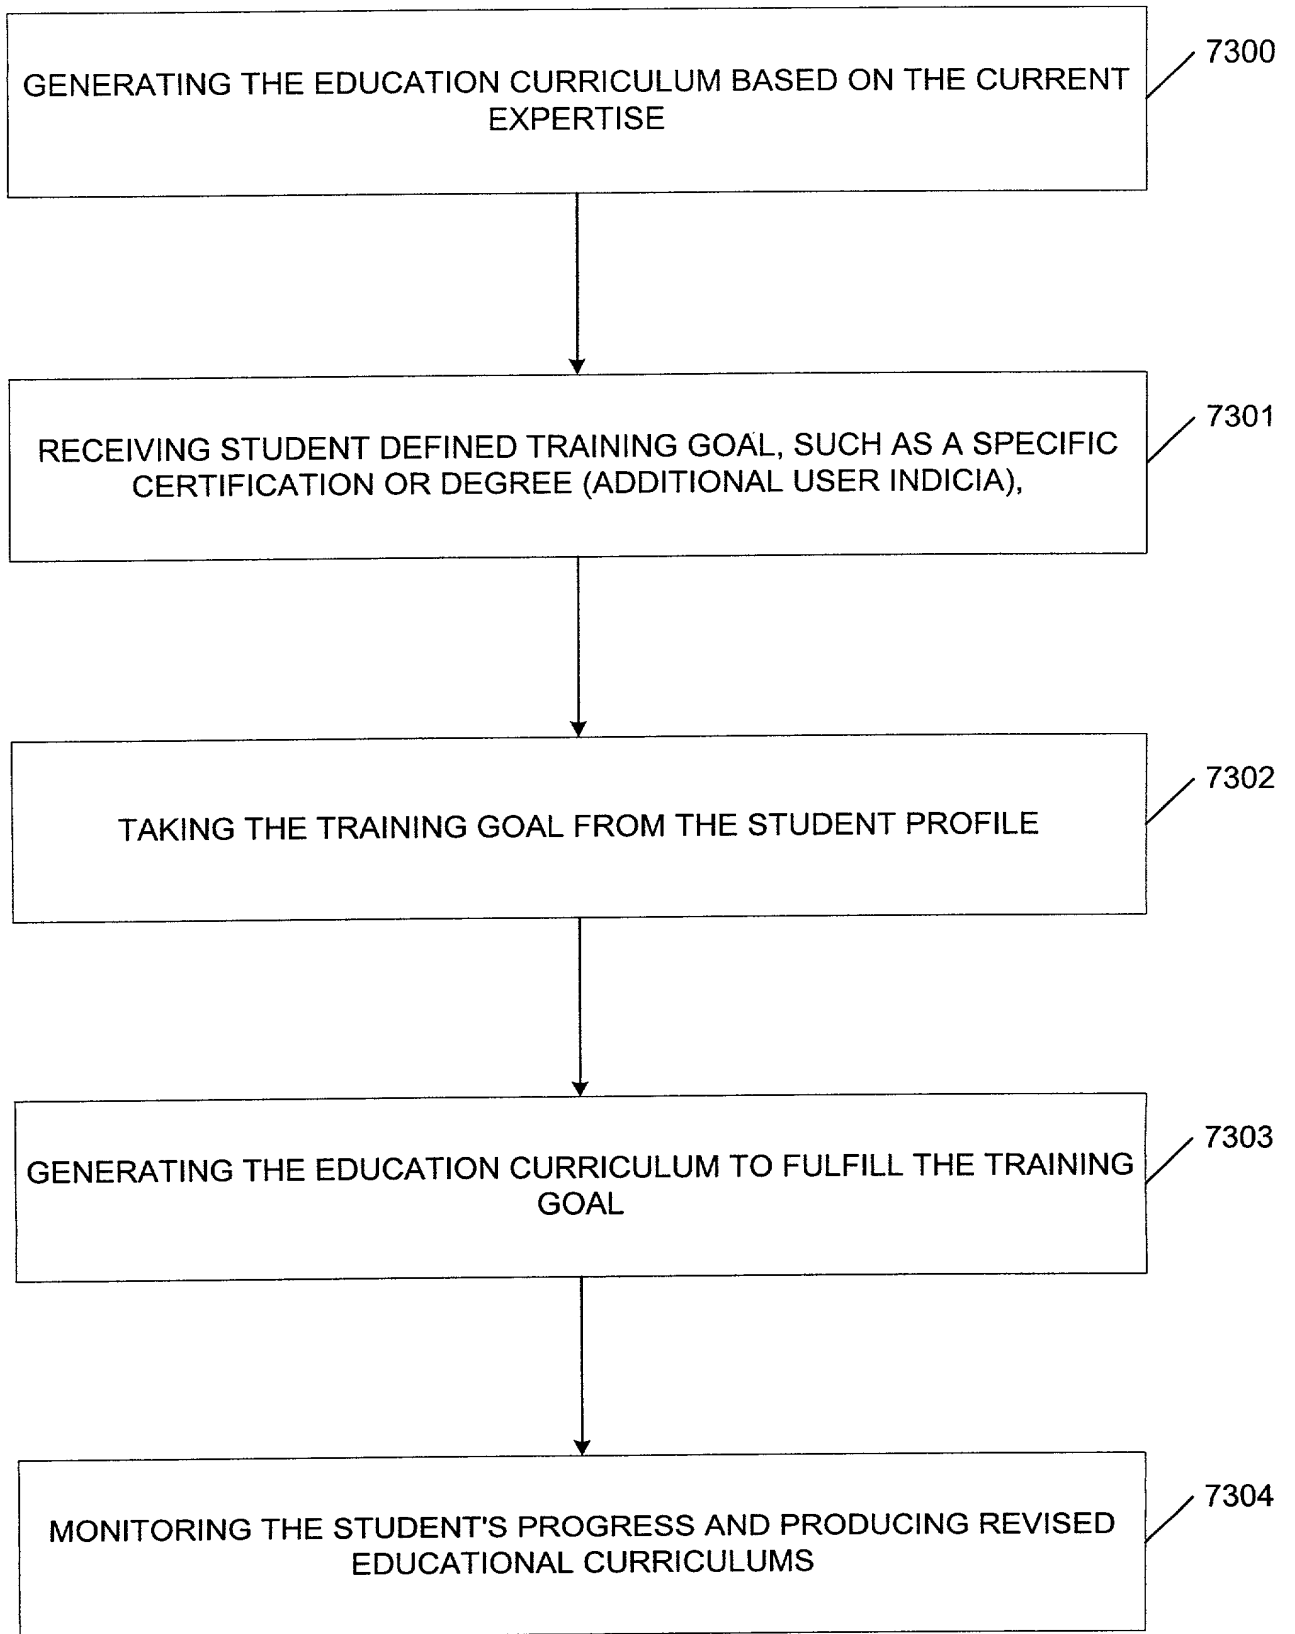 7300
GENERATING THE EDUCATION CURRICULUM BASED ON THE CURRENT
EXPERTISE
7301
RECEIVING STUDENT DEFINED TRAINING GOAL, SUCH AS A SPECIFIC
CERTIFICATION OR DEGREE (ADDITIONAL USER INDICIA),
7302
TAKING THE TRAINING GOAL FROM THE STUDENT PROFILE
7303
GENERATING THE EDUCATION CURRICULUM TO FULFILL THE TRAINING
GOAL
7304
MONITORING THE STUDENT'S PROGRESS AND PRODUCING REVISED
EDUCATIONAL CURRICULUMS